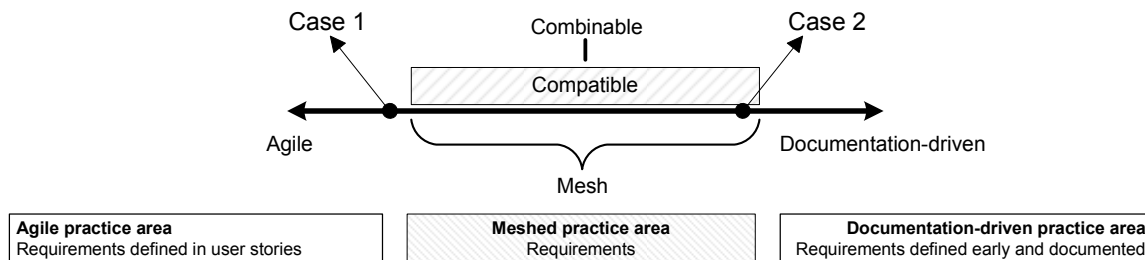 Case 1
Combinable
Case 2
Compatible
Agile
Documentation-driven
Mesh
Agile practice area
Requirements defined in user stories
Meshed practice area
Requirements
Documentation-driven practice area
Requirements defined early and documented